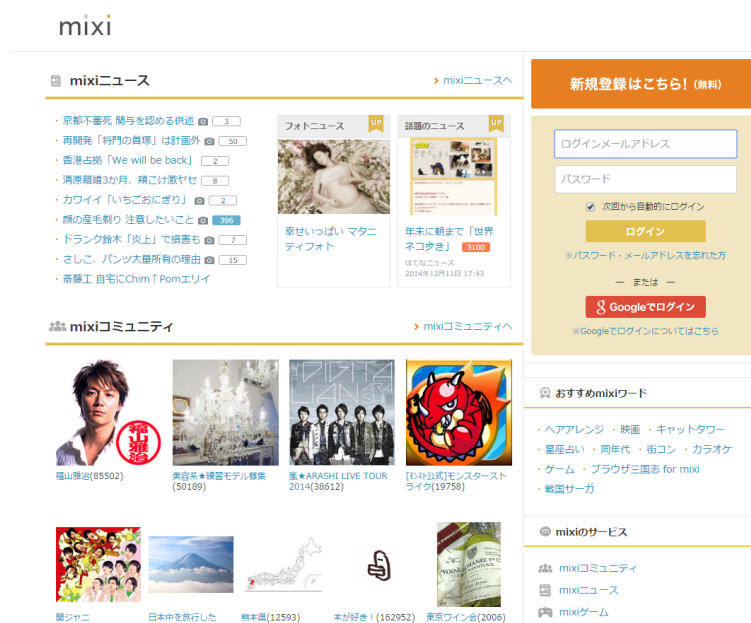 mixi
mixiニュース
mixiニュースへ
京都不審死 関与を認める供述 3
再開発「将門の首塚」は計画外 50
香港占拠「We will be back」 2
清原離婚3か月、頬こけ激ヤセ 8
カワイイ「いちごおにぎり」 2
顔の産毛剃り 注意したいこと 396
ドランク鈴木「炎上」で損害も 7
さしこ、パンツ大量所有の理由 15
斎藤工 自宅にChim↑Pomエリイ
フォトニュース
UP
幸せいっぱい マタニ
ティフォト
話題のニュース
UP
年末に朝まで「世界
ネコ歩き」 3100
はてなニュース
2014年12月11日 17:43
mixiコミュニティ
mixiコミュニティへ
福山雅治
DIGITA
LIAN
福山雅治(85502)
美容系★練習モデル募集
(50189)
嵐★ARASHI LIVE TOUR
2014(38612)
[ﾓﾝｽﾄ公式]モンスタースト
ライク(19758)
関ジャニ
日本中を旅行した
熊本県(12593)
本が好き！(162952)
東京ワイン会(2006)
新規登録はこちら! (無料)
ログインメールアドレス
パスワード
次回から自動的にログイン
ログイン
※パスワード・メールアドレスを忘れた方
― または ―
Googleでログイン
※Googleでログインについてはこちら
おすすめmixiワード
・ヘアアレンジ ・映画 ・キャットタワー
・星座占い ・同年代 ・街コン ・カラオケ
・ゲーム ・ブラウザ三国志 for mixi
・戦国サーガ
mixiのサービス
mixiコミュニティ
mixiニュース
mixiゲーム